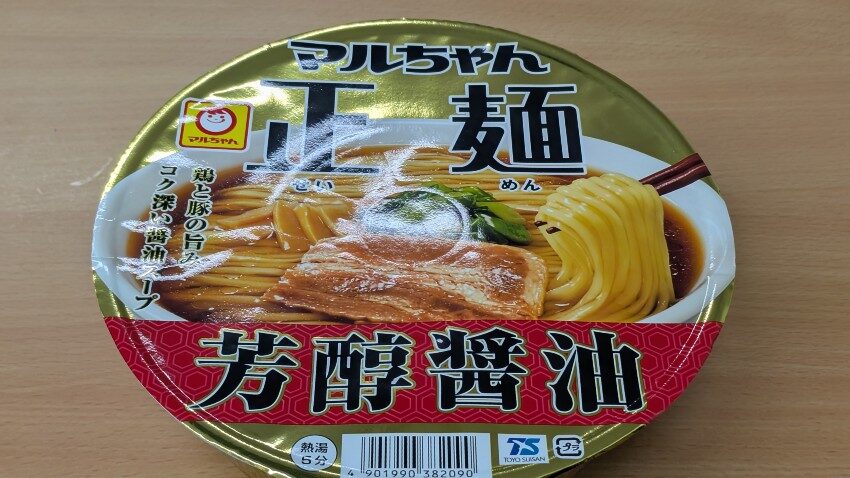 マルちゃん
マルちゃん
正麺
せい めん
鶏と豚の旨み
コク深い醤油スープ
芳醇醤油
熱湯
5分
4 901990 382090
TS
TOYO SUISAN
プラ